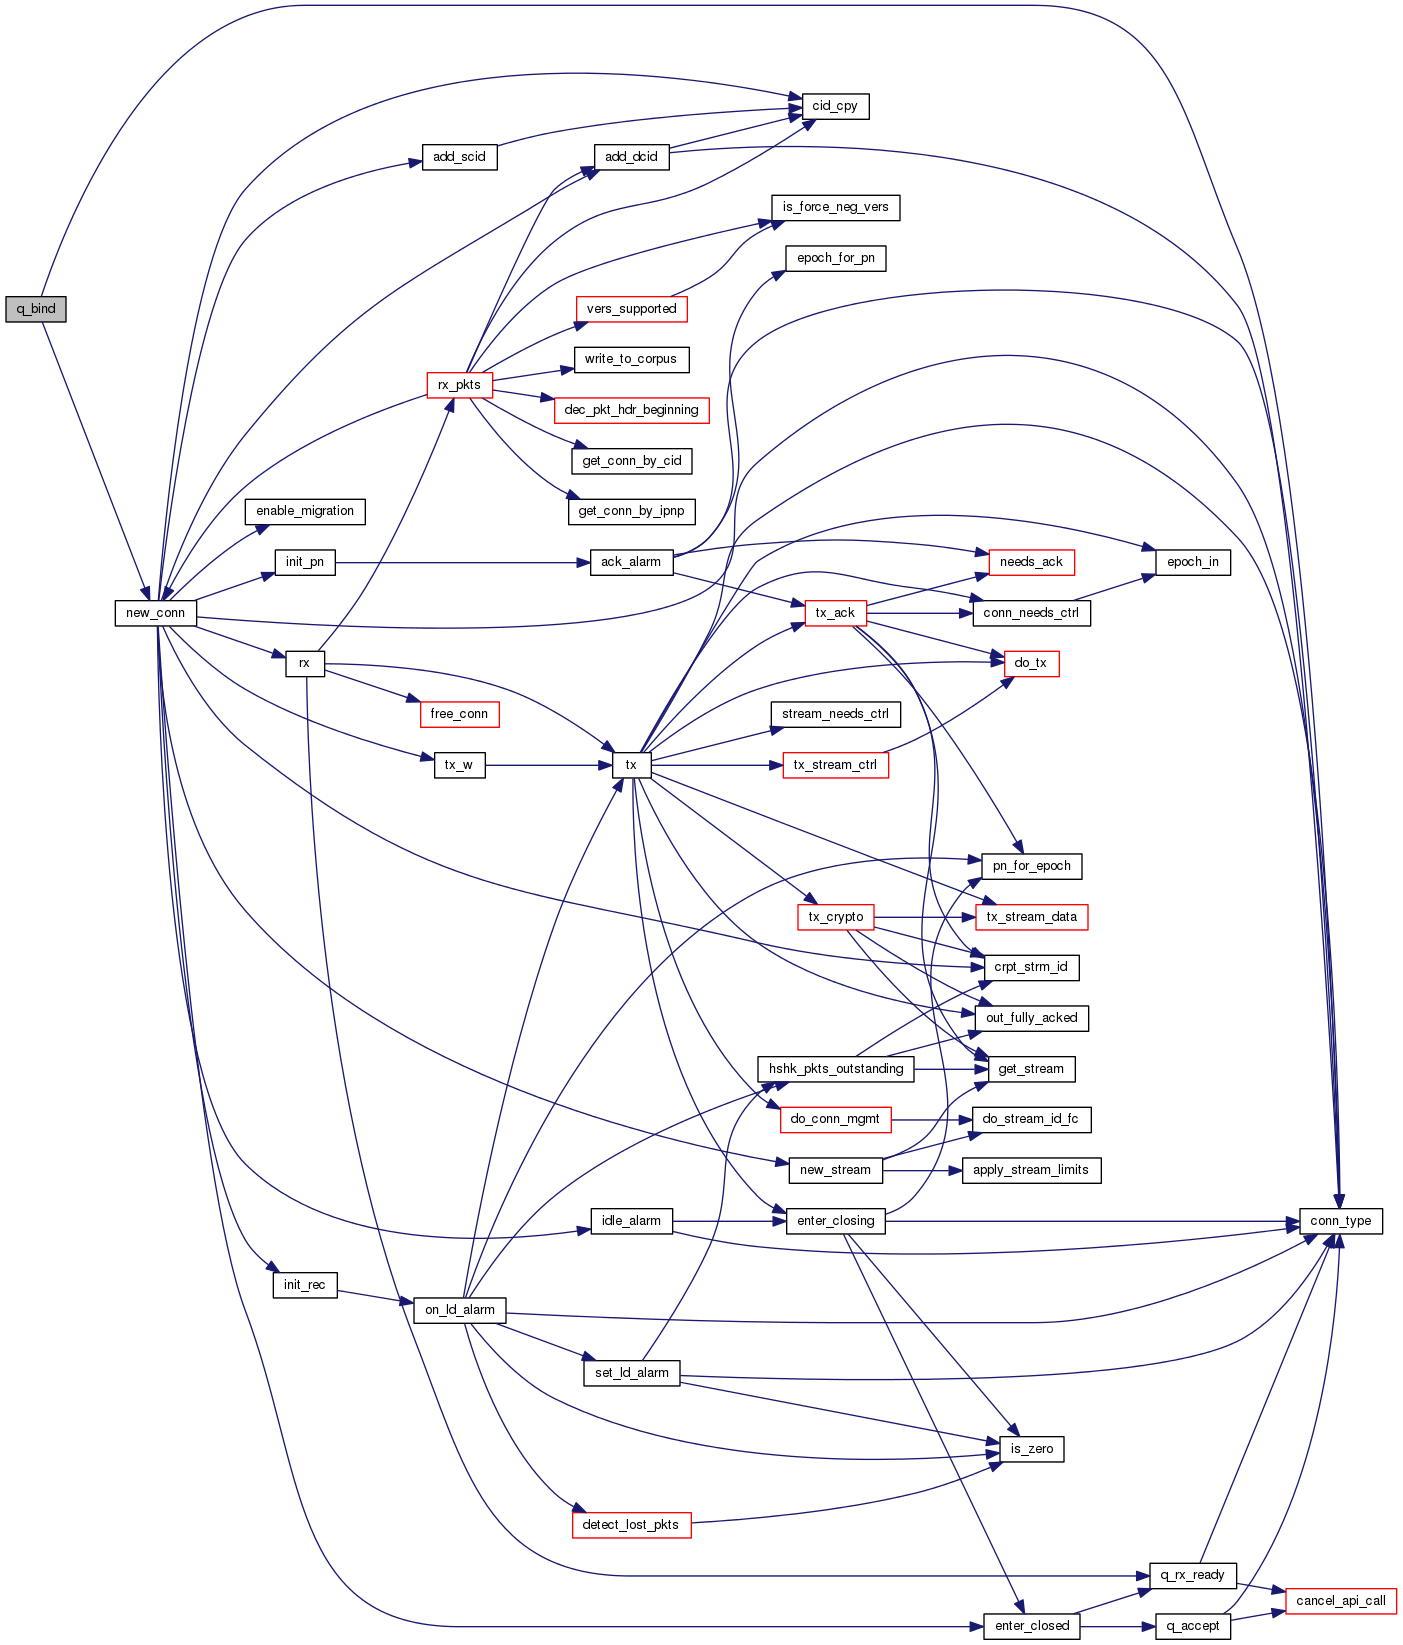 cid_cpy
add_scid
add_dcid
is_force_neg_vers
epoch_for_pn
q_bind
vers_supported
write_to_corpus
rx_pkts
dec_pkt_hdr_beginning
get_conn_by_cid
enable_migration
get_conn_by_ipnp
init_pn
ack_alarm
needs_ack
epoch_in
new_conn
tx_ack
conn_needs_ctrl
rx
do_tx
free_conn
stream_needs_ctrl
tx_w
tx
tx_stream_ctrl
pn_for_epoch
tx_crypto
tx_stream_data
crpt_strm_id
out_fully_acked
hshk_pkts_outstanding
get_stream
do_conn_mgmt
do_stream_id_fc
new_stream
apply_stream_limits
idle_alarm
enter_closing
conn_type
init_rec
on_ld_alarm
set_ld_alarm
is_zero
detect_lost_pkts
q_rx_ready
cancel_api_call
enter_closed
q_accept